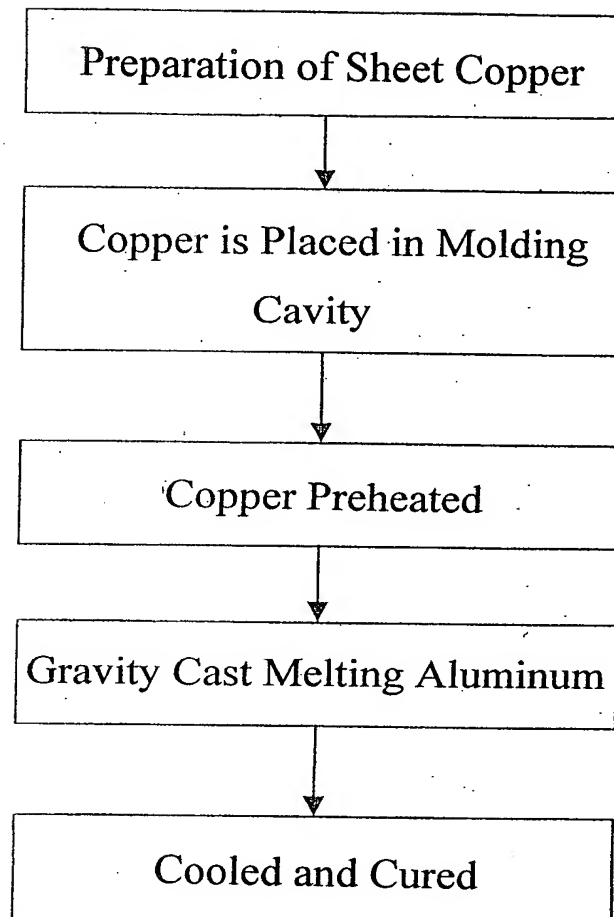 Preparation of Sheet Copper
Copper is Placed in Molding
Cavity
Copper Preheated
Gravity Cast Melting Aluminum
Cooled and Cured